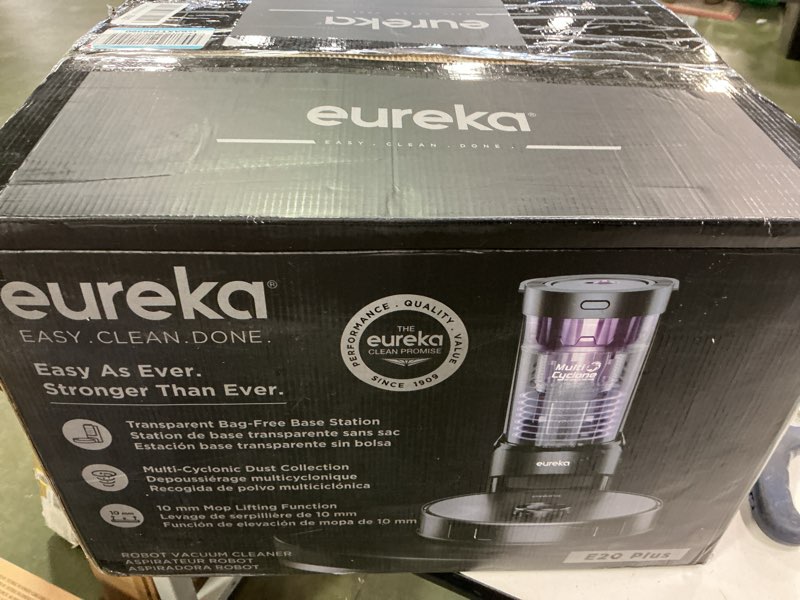 eureka
eureka®
EASY . CLEAN . DONE .
eureka®
EASY . CLEAN . DONE .
Easy As Ever.
Stronger Than Ever.
Transparent Bag-Free Base Station
Station de base transparente sans sac
Estación base transparente sin bolsa
Multi-Cyclonic Dust Collection
Depoussiérage multicyclonique
Recogida de polvo multiciclónica
10 mm
10 mm Mop Lifting Function
Levage de serpillière de 10 mm
Función de elevación de mopa de 10 mm
ROBOT VACUUM CLEANER
ASPIRATEUR ROBOT
ASPIRADORA ROBOT
PERFORMANCE . QUALITY . VALUE
THE
eureka
CLEAN PROMISE
SINCE 1909
Multi
Cyclone
eureka
E20 Plus